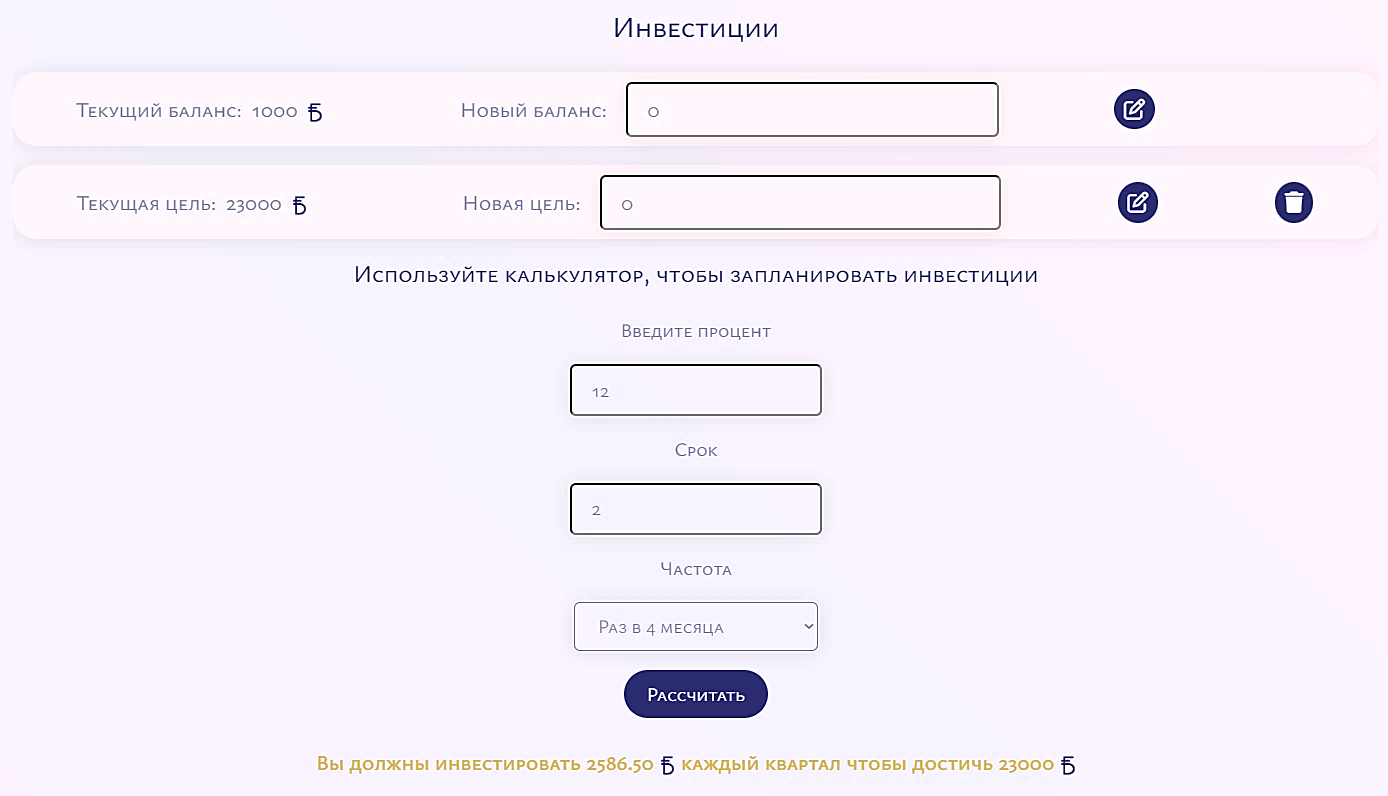 Инвестиции
Текущий баланс: 1000 Ђ Новый баланс: 0
Текущая цель: 23000 Ђ Новая цель: 0
Используйте калькулятор, чтобы запланировать инвестиции
Введите процент
12
Срок
2
Частота
Раз в 4 месяца
Рассчитать
Вы должны инвестировать 2586.50 Ђ каждый квартал чтобы достичь 23000 Ђ